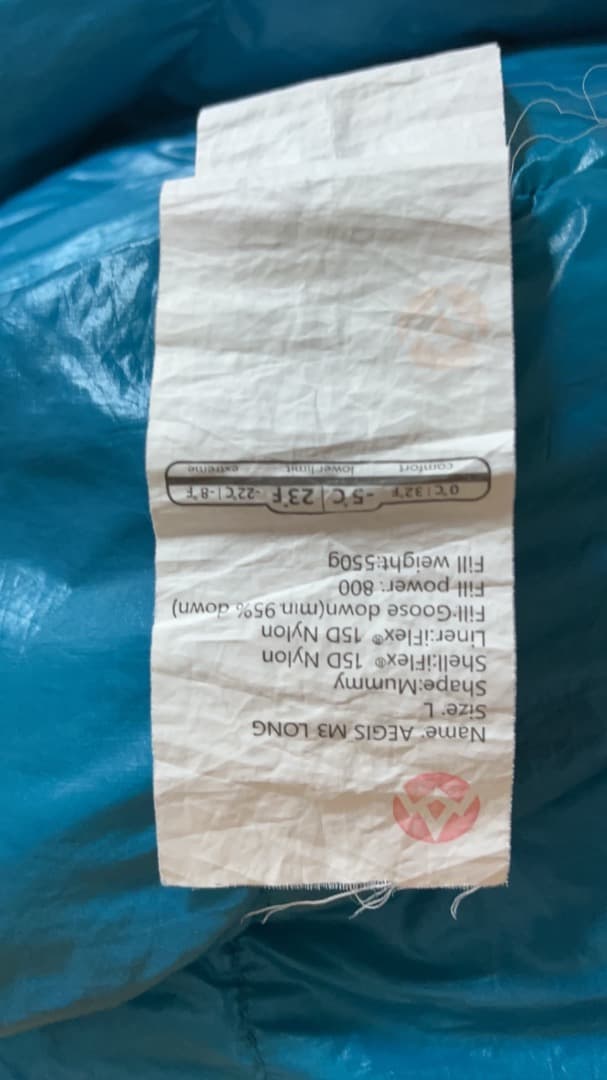 Name: AEGIS M3 LONG
Size: L
Shape:Mummy
Shell:iFlex® 15D Nylon
Liner:iFlex® 15D Nylon
Fill:Goose down(min.95% down)
Fill power: 800
Fill weight:550g
0℃ | 32℉ -5℃ | 23℉ -22℃ | -8℉
comfort lower limit extreme